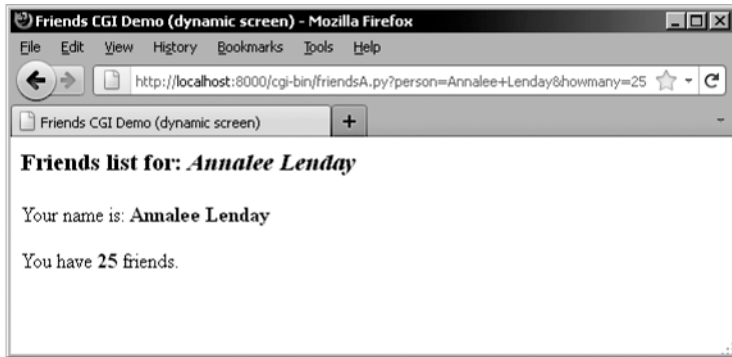 Friends CGI Demo (dynamic screen) - Mozilla Firefox
File Edit View History Bookmarks Tools Help
http://localhost:8000/cgi-bin/friendsA.py?person=Annalee+Lenday&howmany=25
Friends CGI Demo (dynamic screen)
Friends list for: Annalee Lenday
Your name is: Annalee Lenday
You have 25 friends.